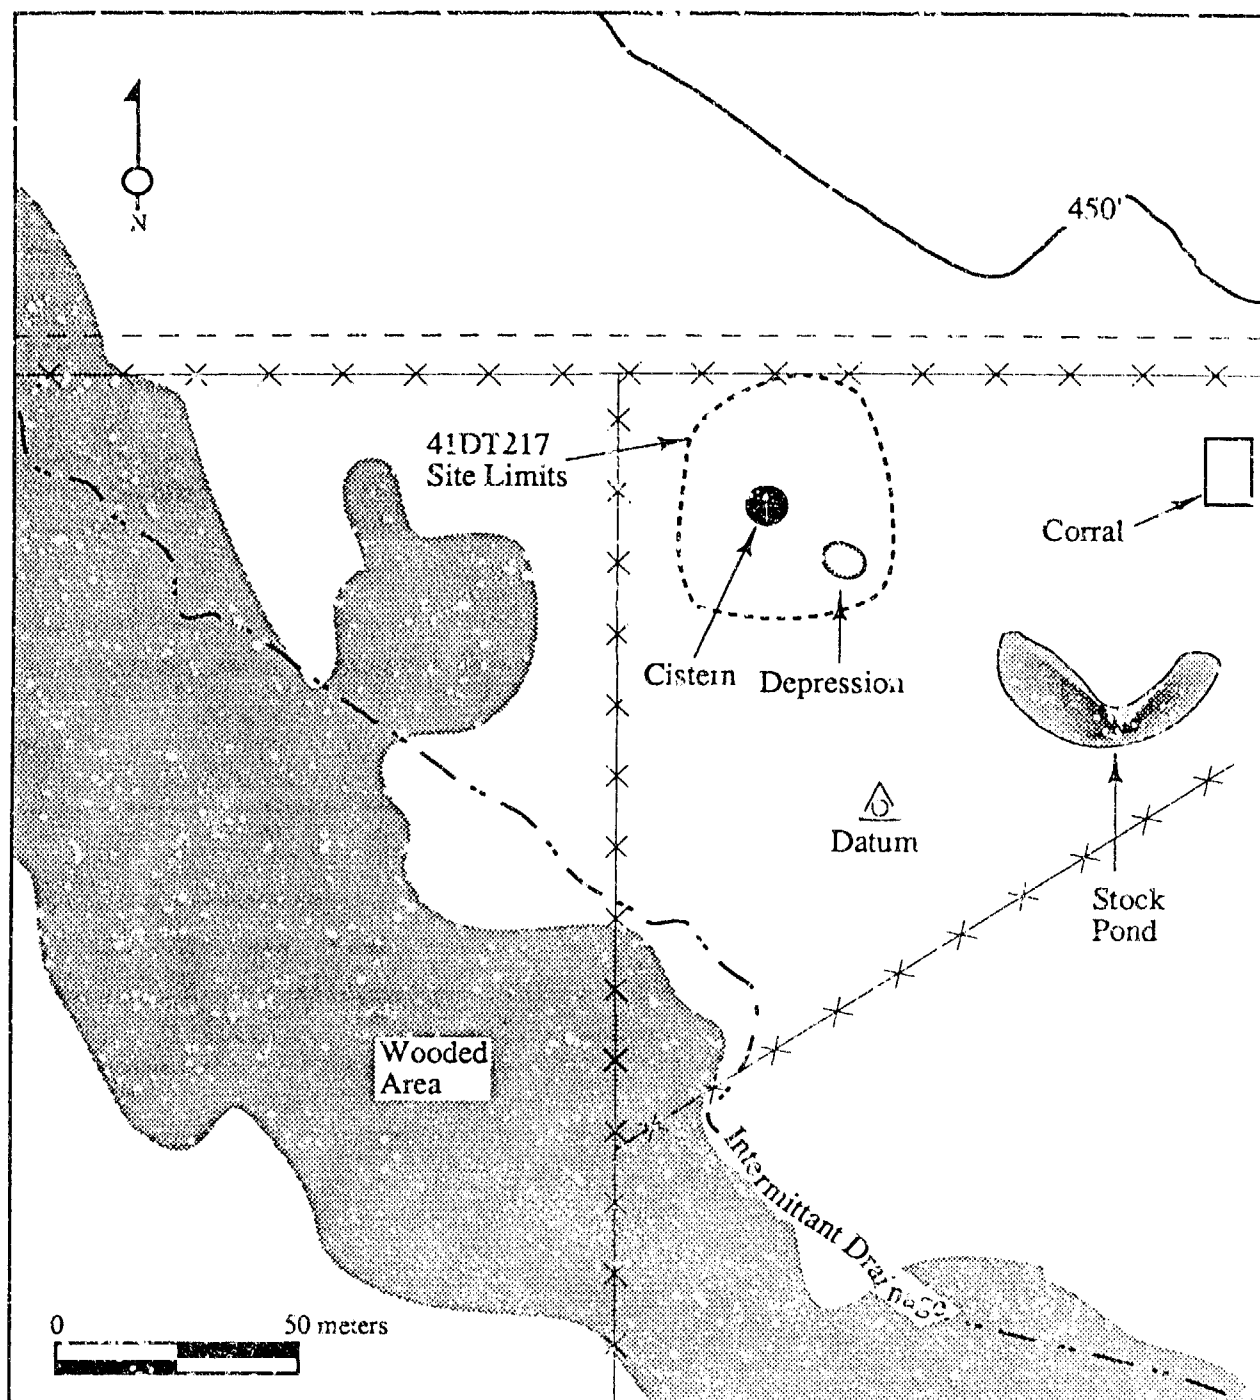 N
450'
41DT217
Site Limits
Corral
Cistern
Depression
Datum
Stock
Pond
Wooded
Area
Intermittant Drainage
0 50 meters